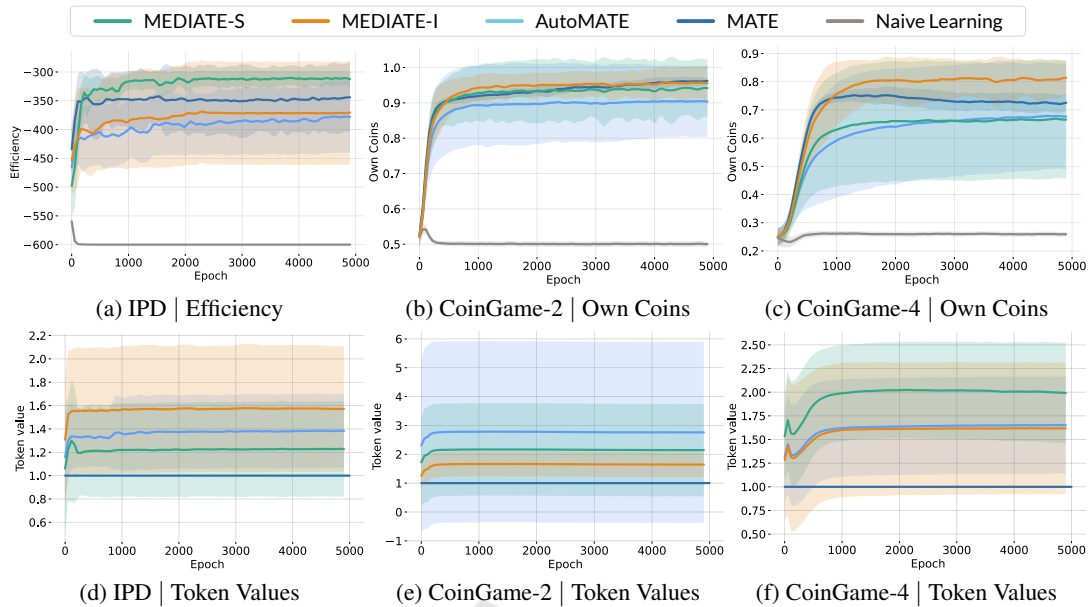 MEDIATE-S MEDIATE-I AutoMATE MATE Naive Learning
Efficiency
−300
−350
−400
−450
−500
−550
−600
0 1000 2000 3000 4000 5000
Epoch
(a) IPD | Efficiency
Own Coins
1.0
0.9
0.8
0.7
0.6
0.5
0 1000 2000 3000 4000 5000
Epoch
(b) CoinGame-2 | Own Coins
Own Coins
0.9
0.8
0.7
0.6
0.5
0.4
0.3
0.2
0 1000 2000 3000 4000 5000
Epoch
(c) CoinGame-4 | Own Coins
Token value
2.2
2.0
1.8
1.6
1.4
1.2
1.0
0.8
0.6
0 1000 2000 3000 4000 5000
Epoch
(d) IPD | Token Values
Token value
6
5
4
3
2
1
0
−1
0 1000 2000 3000 4000 5000
Epoch
(e) CoinGame-2 | Token Values
Token value
2.50
2.25
2.00
1.75
1.50
1.25
1.00
0.75
0.50
0 1000 2000 3000 4000 5000
Epoch
(f) CoinGame-4 | Token Values